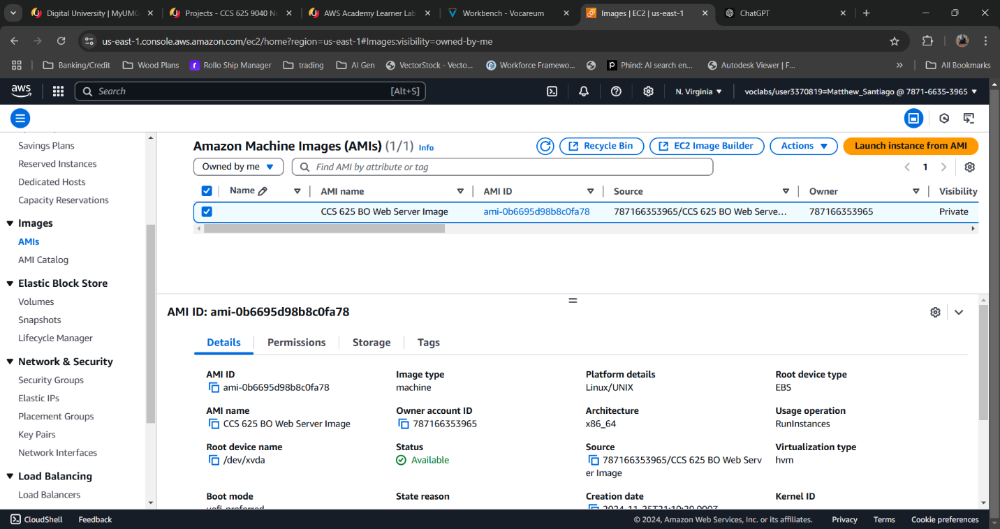 Digital University | MyUMG
Projects - CCS 625 9040 Ne
AWS Academy Learner Lab
Workbench - Vocareum
Images | EC2 | us-east-1
ChatGPT
us-east-1.console.aws.amazon.com/ec2/home?region=us-east-1#Images:visibility=owned-by-me
Banking/Credit
Wood Plans
r Rollo Ship Manager
trading
AI Gen
VectorStock - Vecto...
Workforce Framewo...
p Phind: AI search en...
Autodesk Viewer | F...
»
All Bookmarks
aws
Search
[Alt+S]
N. Virginia
voclabs/user3370819=Matthew_Santiago @ 7871-6635-3965
Savings Plans
Reserved Instances
Dedicated Hosts
Capacity Reservations
Images
AMIs
AMI Catalog
Elastic Block Store
Volumes
Snapshots
Lifecycle Manager
Network & Security
Security Groups
Elastic IPs
Placement Groups
Key Pairs
Network Interfaces
Load Balancing
Load Balancers
Amazon Machine Images (AMIs) (1/1) Info
Recycle Bin
EC2 Image Builder
Actions
Launch instance from AMI
Owned by me
Find AMI by attribute or tag
1
Name
AMI name
AMI ID
Source
Owner
Visibility
CCS 625 BO Web Server Image
ami-0b6695d98b8c0fa78
787166353965/CCS 625 BO Web Serve...
787166353965
Private
AMI ID: ami-0b6695d98b8c0fa78
Details
Permissions
Storage
Tags
AMI ID
ami-0b6695d98b8c0fa78
Image type
machine
Platform details
Linux/UNIX
Root device type
EBS
AMI name
CCS 625 BO Web Server Image
Owner account ID
787166353965
Architecture
x86_64
Usage operation
RunInstances
Root device name
/dev/xvda
Status
Available
Source
787166353965/CCS 625 BO Web Serv
er Image
Virtualization type
hvm
Boot mode
uefi-preferred
State reason
Creation date
Kernel ID
CloudShell
Feedback
© 2024, Amazon Web Services, Inc. or its affiliates.
Privacy
Terms
Cookie preferences